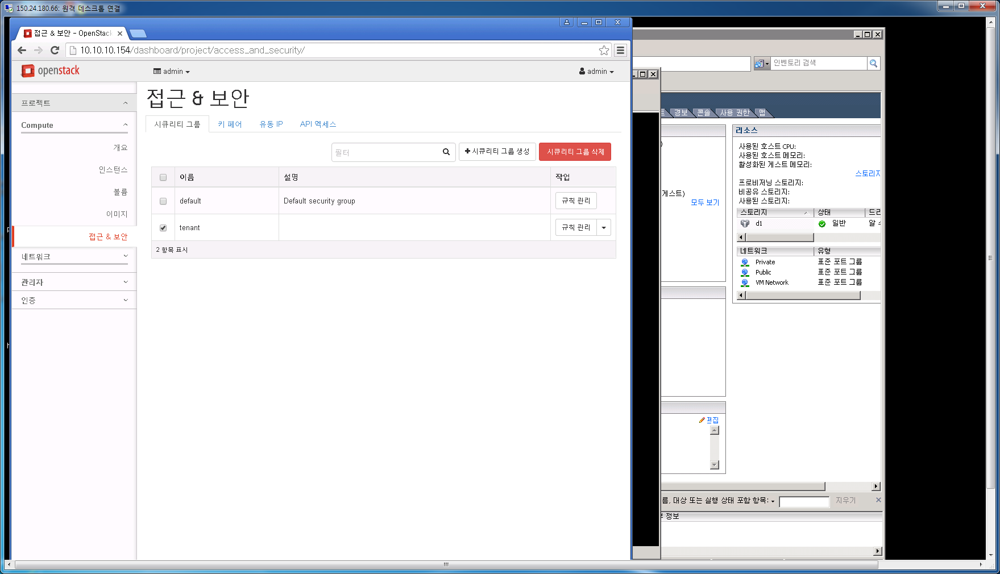 150.24.180.66: 원격 데스크톱 연결
접근 & 보안 - OpenStac
10.10.10.154/dashboard/project/access_and_security/
openstack
admin
admin
프로젝트
Compute
개요
인스턴스
볼륨
이미지
접근 & 보안
네트워크
관리자
인증
접근 & 보안
시큐리티 그룹
키 페어
유동 IP
API 엑세스
필터
시큐리티 그룹 생성
시큐리티 그룹 삭제
이름
설명
작업
default
Default security group
규칙 관리
tenant
규칙 관리
2 항목 표시
인벤토리 검색
경보
콘솔
사용 권한
맵
게스트)
모두 보기
편집
리소스
사용된 호스트 CPU:
사용된 호스트 메모리:
활성화된 게스트 메모리:
스토리지
프로비저닝 스토리지:
비공유 스토리지:
사용된 스토리지:
스토리지
상태
드리
d1
일반
알 수
네트워크
유형
Private
표준 포트 그룹
Public
표준 포트 그룹
VM Network
표준 포트 그룹
름, 대상 또는 실행 상태 포함 항목:
지우기
정보